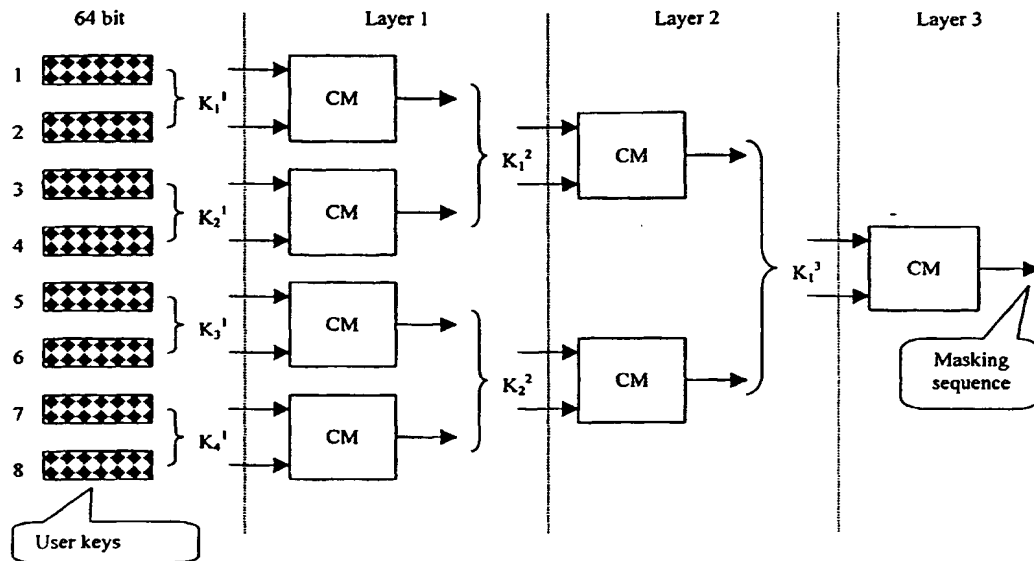 64 bit
Layer 1
Layer 2
Layer 3
1
2
3
4
5
6
7
8
K₁¹
K₂¹
K₃¹
K₄¹
CM
CM
CM
CM
K₁²
K₂²
CM
CM
K₁³
CM
Masking
sequence
User keys